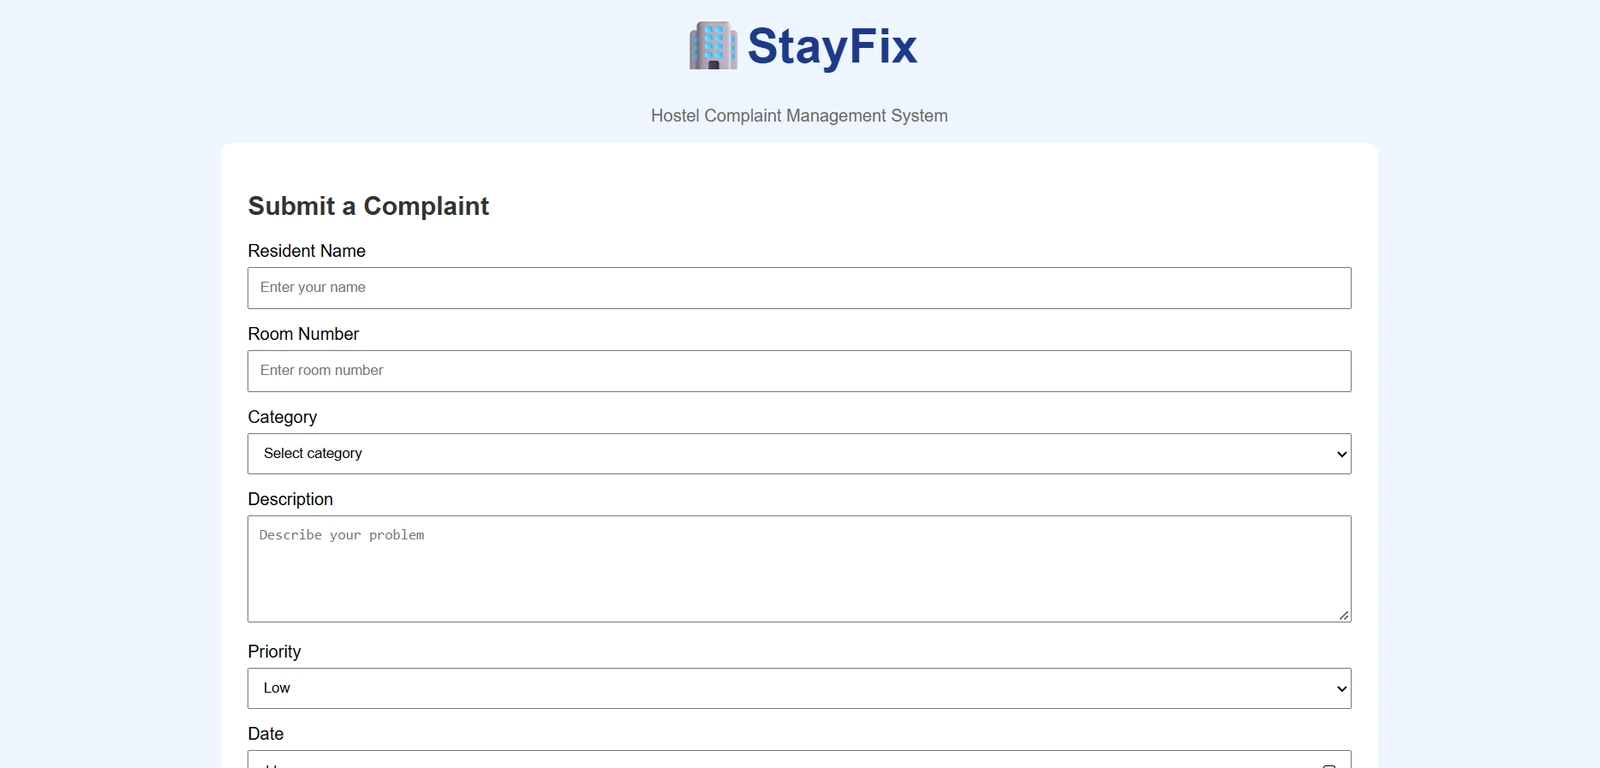 StayFix
Hostel Complaint Management System
Submit a Complaint
Resident Name
Enter your name
Room Number
Enter room number
Category
Select category
Description
Describe your problem
Priority
Low
Date